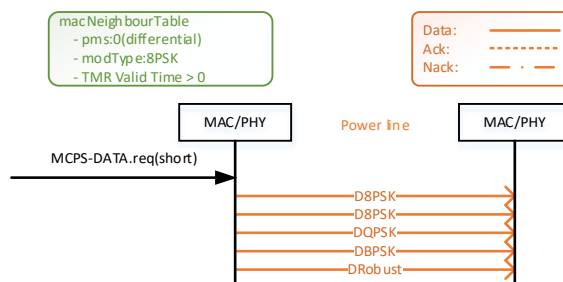 macNeighbourTable
- pms:0(differential)
- modType:8PSK
- TMR Valid Time > 0
Data:
Ack:
Nack:
MAC/PHY
Power line
MAC/PHY
MCPS-DATA.req(short)
D8PSK
D8PSK
DQPSK
DBPSK
DRobust